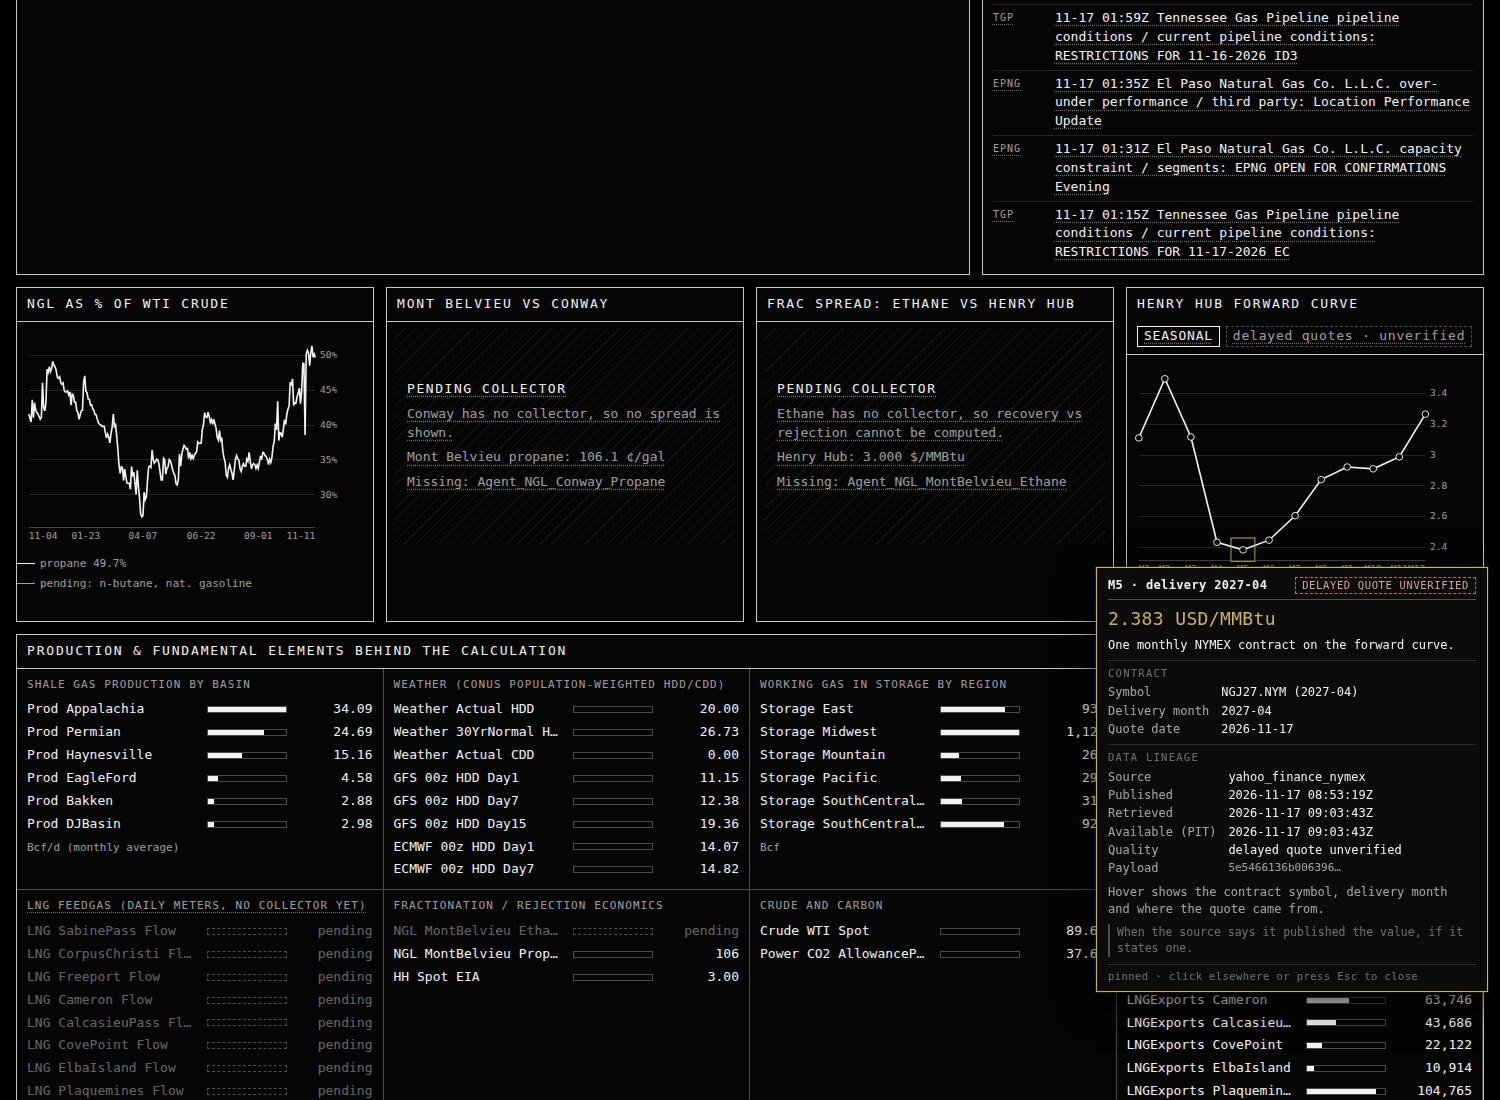 TGP
11-17 01:59Z Tennessee Gas Pipeline pipeline
conditions / current pipeline conditions:
RESTRICTIONS FOR 11-16-2026 ID3
EPNG
11-17 01:35Z El Paso Natural Gas Co. L.L.C. over-
under performance / third party: Location Performance
Update
EPNG
11-17 01:31Z El Paso Natural Gas Co. L.L.C. capacity
constraint / segments: EPNG OPEN FOR CONFIRMATIONS
Evening
TGP
11-17 01:15Z Tennessee Gas Pipeline pipeline
conditions / current pipeline conditions:
RESTRICTIONS FOR 11-17-2026 EC
NGL AS % OF WTI CRUDE
50%
45%
40%
35%
30%
11-04 01-23 04-07 06-22 09-01 11-11
propane 49.7%
pending: n-butane, nat. gasoline
MONT BELVIEU VS CONWAY
PENDING COLLECTOR
Conway has no collector, so no spread is
shown.
Mont Belvieu propane: 106.1 ¢/gal
Missing: Agent_NGL_Conway_Propane
FRAC SPREAD: ETHANE VS HENRY HUB
PENDING COLLECTOR
Ethane has no collector, so recovery vs
rejection cannot be computed.
Henry Hub: 3.000 $/MMBtu
Missing: Agent_NGL_MontBelvieu_Ethane
HENRY HUB FORWARD CURVE
SEASONAL delayed quotes · unverified
3.4
3.2
3
2.8
2.6
2.4
M5 · delivery 2027-04 DELAYED QUOTE UNVERIFIED
2.383 USD/MMBtu
One monthly NYMEX contract on the forward curve.
CONTRACT
Symbol NGJ27.NYM (2027-04)
Delivery month 2027-04
Quote date 2026-11-17
DATA LINEAGE
Source yahoo_finance_nymex
Published 2026-11-17 08:53:19Z
Retrieved 2026-11-17 09:03:43Z
Available (PIT) 2026-11-17 09:03:43Z
Quality delayed quote unverified
Payload 5e5466136b006396…
Hover shows the contract symbol, delivery month
and where the quote came from.
When the source says it published the value, if it
states one.
pinned · click elsewhere or press Esc to close
PRODUCTION & FUNDAMENTAL ELEMENTS BEHIND THE CALCULATION
SHALE GAS PRODUCTION BY BASIN
Prod Appalachia 34.09
Prod Permian 24.69
Prod Haynesville 15.16
Prod EagleFord 4.58
Prod Bakken 2.88
Prod DJBasin 2.98
Bcf/d (monthly average)
WEATHER (CONUS POPULATION-WEIGHTED HDD/CDD)
Weather Actual HDD 20.00
Weather 30YrNormal H… 26.73
Weather Actual CDD 0.00
GFS 00z HDD Day1 11.15
GFS 00z HDD Day7 12.38
GFS 00z HDD Day15 19.36
ECMWF 00z HDD Day1 14.07
ECMWF 00z HDD Day7 14.82
WORKING GAS IN STORAGE BY REGION
Storage East 93
Storage Midwest 1,12
Storage Mountain 26
Storage Pacific 29
Storage SouthCentral… 31
Storage SouthCentral… 92
Bcf
LNG FEEDGAS (DAILY METERS, NO COLLECTOR YET)
LNG SabinePass Flow pending
LNG CorpusChristi Fl… pending
LNG Freeport Flow pending
LNG Cameron Flow pending
LNG CalcasieuPass Fl… pending
LNG CovePoint Flow pending
LNG ElbaIsland Flow pending
LNG Plaquemines Flow pending
FRACTIONATION / REJECTION ECONOMICS
NGL MontBelvieu Etha… pending
NGL MontBelvieu Prop… 106
HH Spot EIA 3.00
CRUDE AND CARBON
Crude WTI Spot 89.6
Power CO2 AllowanceP… 37.6
LNGExports Cameron 63,746
LNGExports Calcasieu… 43,686
LNGExports CovePoint 22,122
LNGExports ElbaIsland 10,914
LNGExports Plaquemin… 104,765